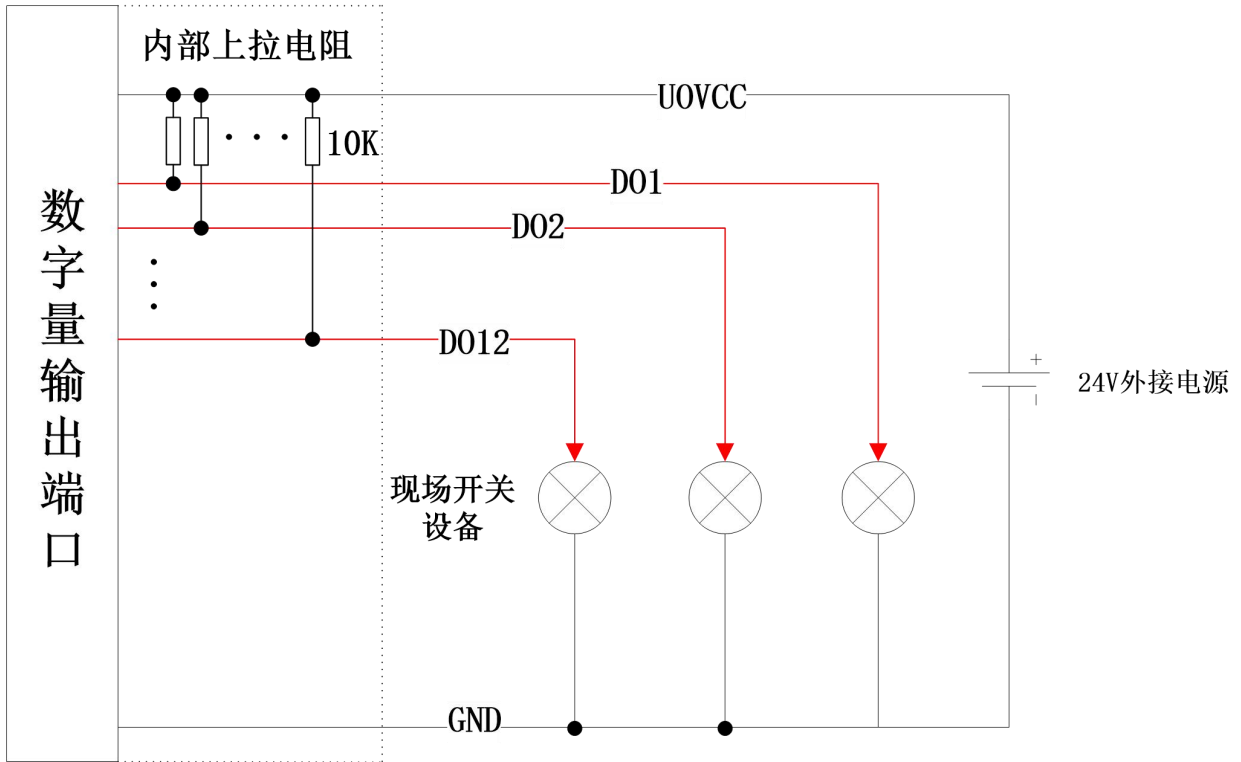 内部上拉电阻
UOVCC
10K
DO1
DO2
DO12
数字量输出端口
+
24V外接电源
-
现场开关
设备
GND